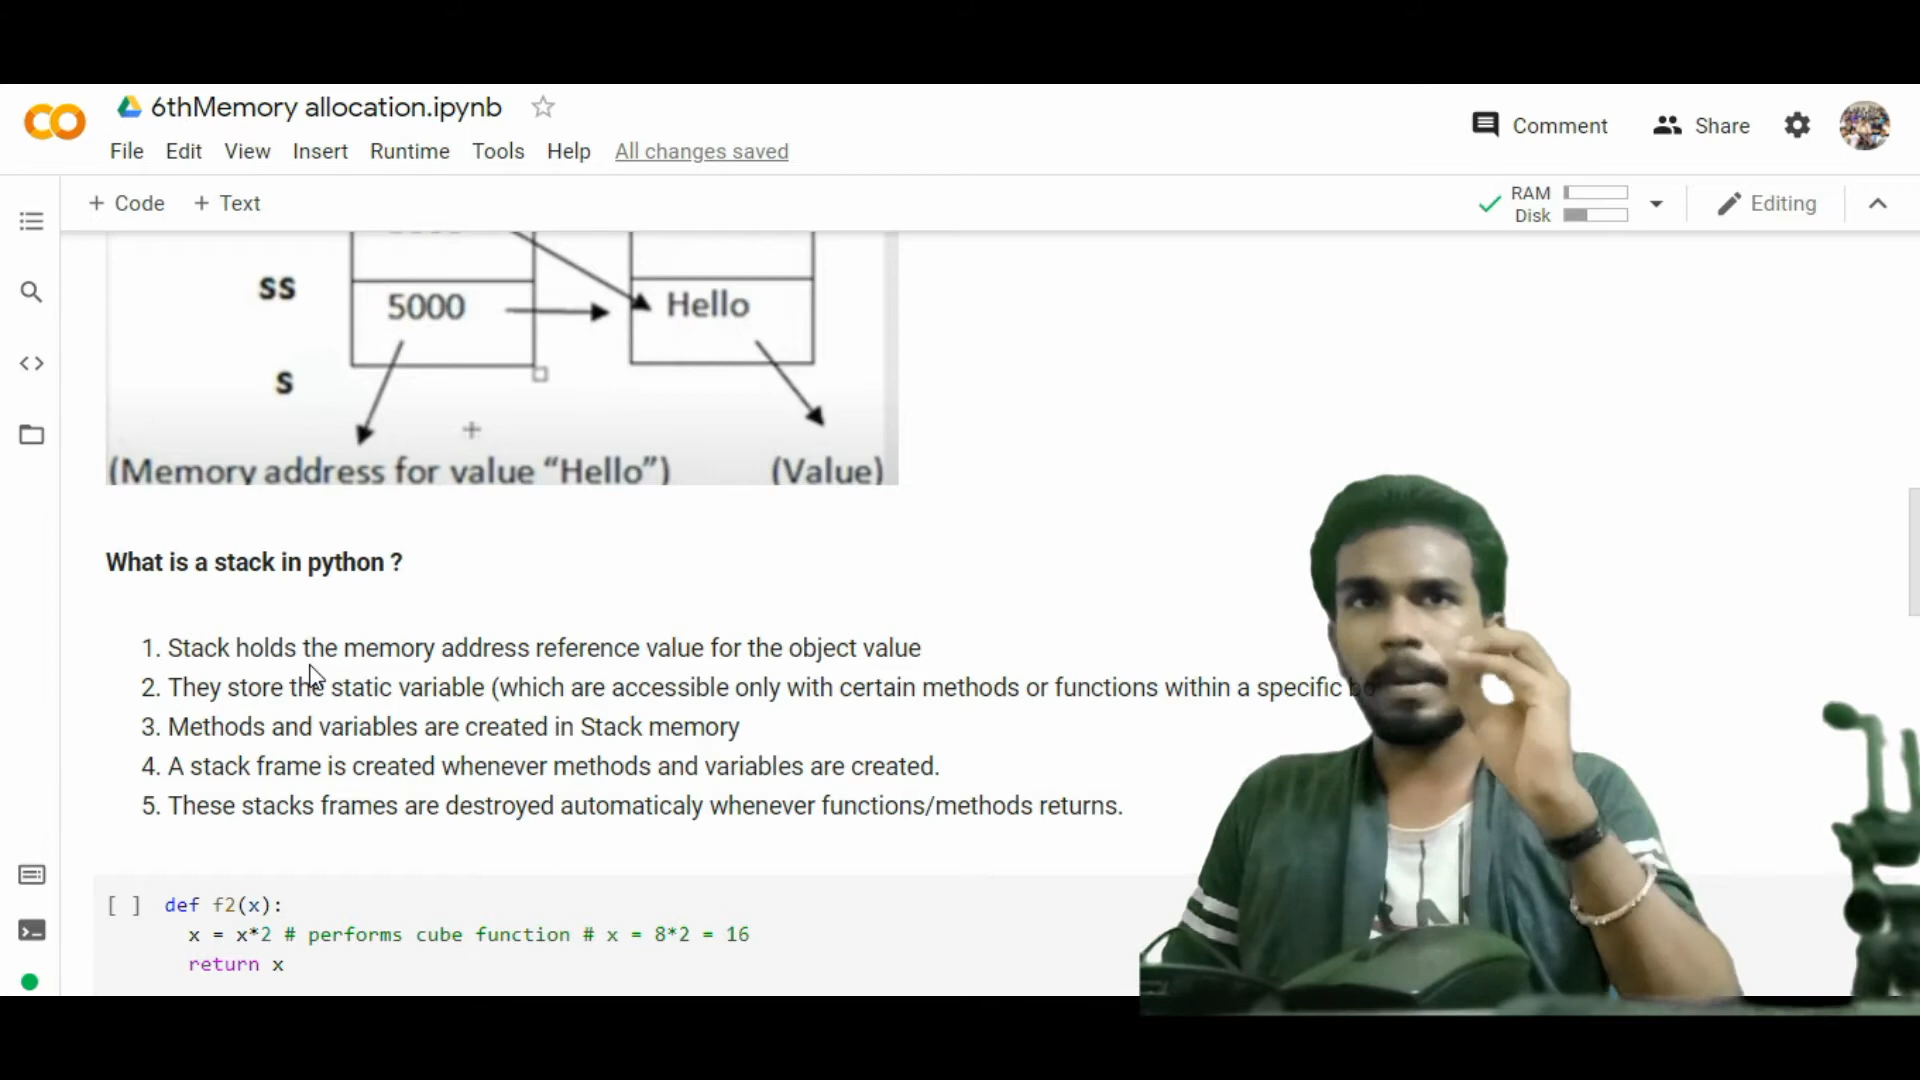 6thMemory allocation.ipynb
File Edit View Insert Runtime Tools Help All changes saved
Comment Share
+ Code + Text
RAM
Disk
Editing
ss
5000 Hello
s
(Memory address for value “Hello”) (Value)
What is a stack in python ?
1. Stack holds the memory address reference value for the object value
2. They store the static variable (which are accessible only with certain methods or functions within a specific
3. Methods and variables are created in Stack memory
4. A stack frame is created whenever methods and variables are created.
5. These stacks frames are destroyed automaticaly whenever functions/methods returns.
[ ] def f2(x):
x = x*2 # performs cube function # x = 8*2 = 16
return x